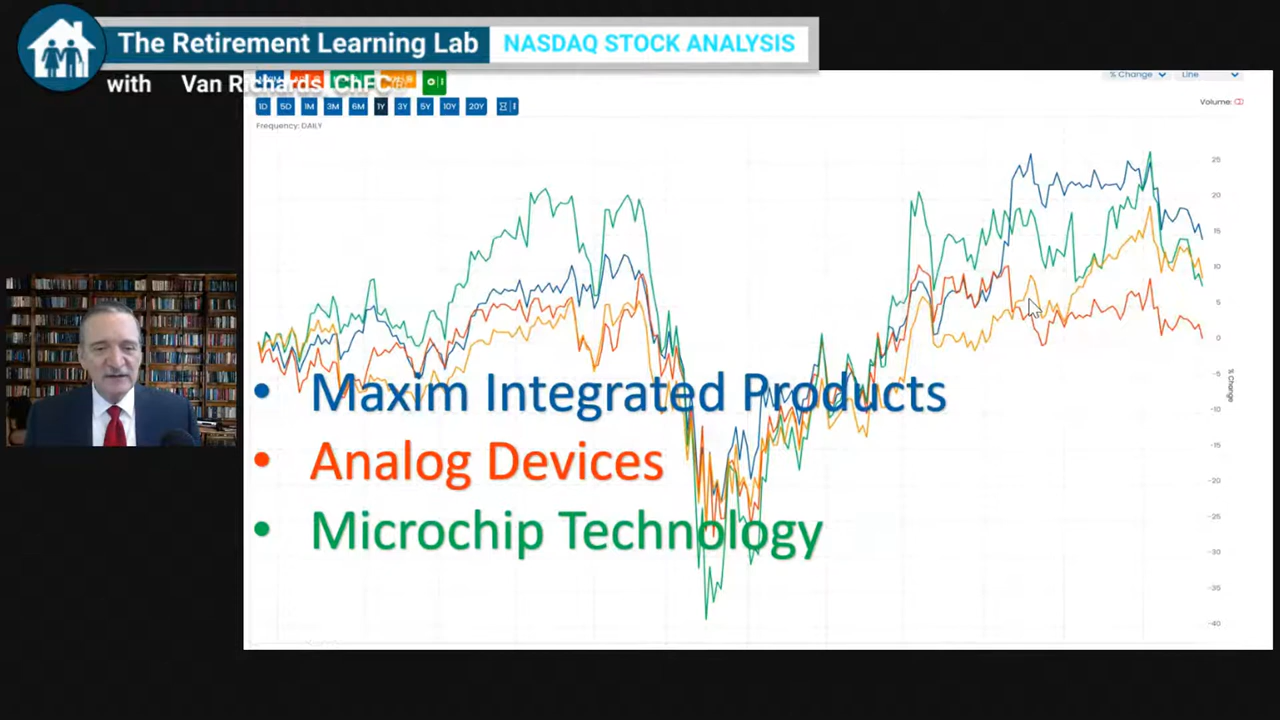 The Retirement Learning Lab NASDAQ STOCK ANALYSIS
with Van Richards ChFC®
% Change Line
1D 5D 1M 3M 6M 1Y 3Y 5Y 10Y 20Y
Volume:
Frequency: DAILY
25
20
15
10
5
0
-5
-10
-15
-20
-25
-30
-35
-40
% Change
• Maxim Integrated Products
• Analog Devices
• Microchip Technology